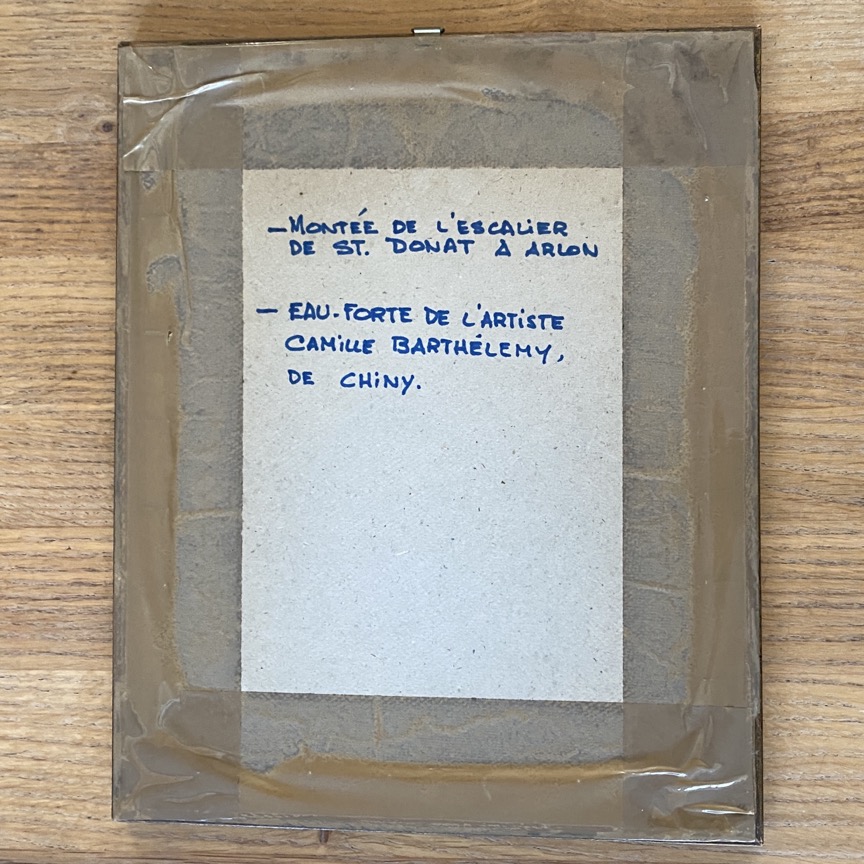 – MONTÉE DE L'ESCALIER
DE ST. DONAT A ARLON
– EAU-FORTE DE L'ARTISTE
CAMILLE BARTHÉLEMY,
DE CHINY.